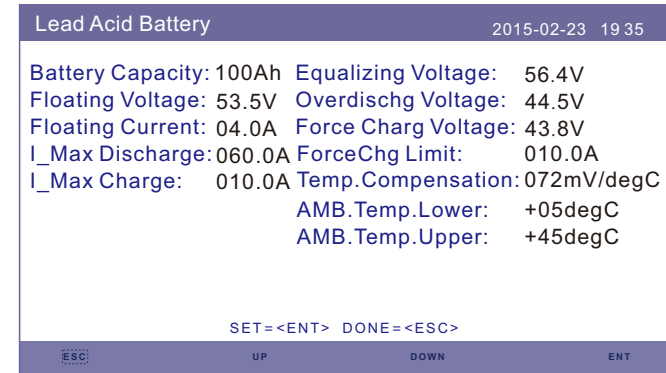 Lead Acid Battery 2015-02-23 19 35
Battery Capacity: 100Ah Equalizing Voltage: 56.4V
Floating Voltage: 53.5V Overdischg Voltage: 44.5V
Floating Current: 04.0A Force Charg Voltage: 43.8V
I_Max Discharge: 060.0A ForceChg Limit: 010.0A
I_Max Charge: 010.0A Temp.Compensation: 072mV/degC
AMB.Temp.Lower: +05degC
AMB.Temp.Upper: +45degC
SET=<ENT> DONE=<ESC>
ESC UP DOWN ENT